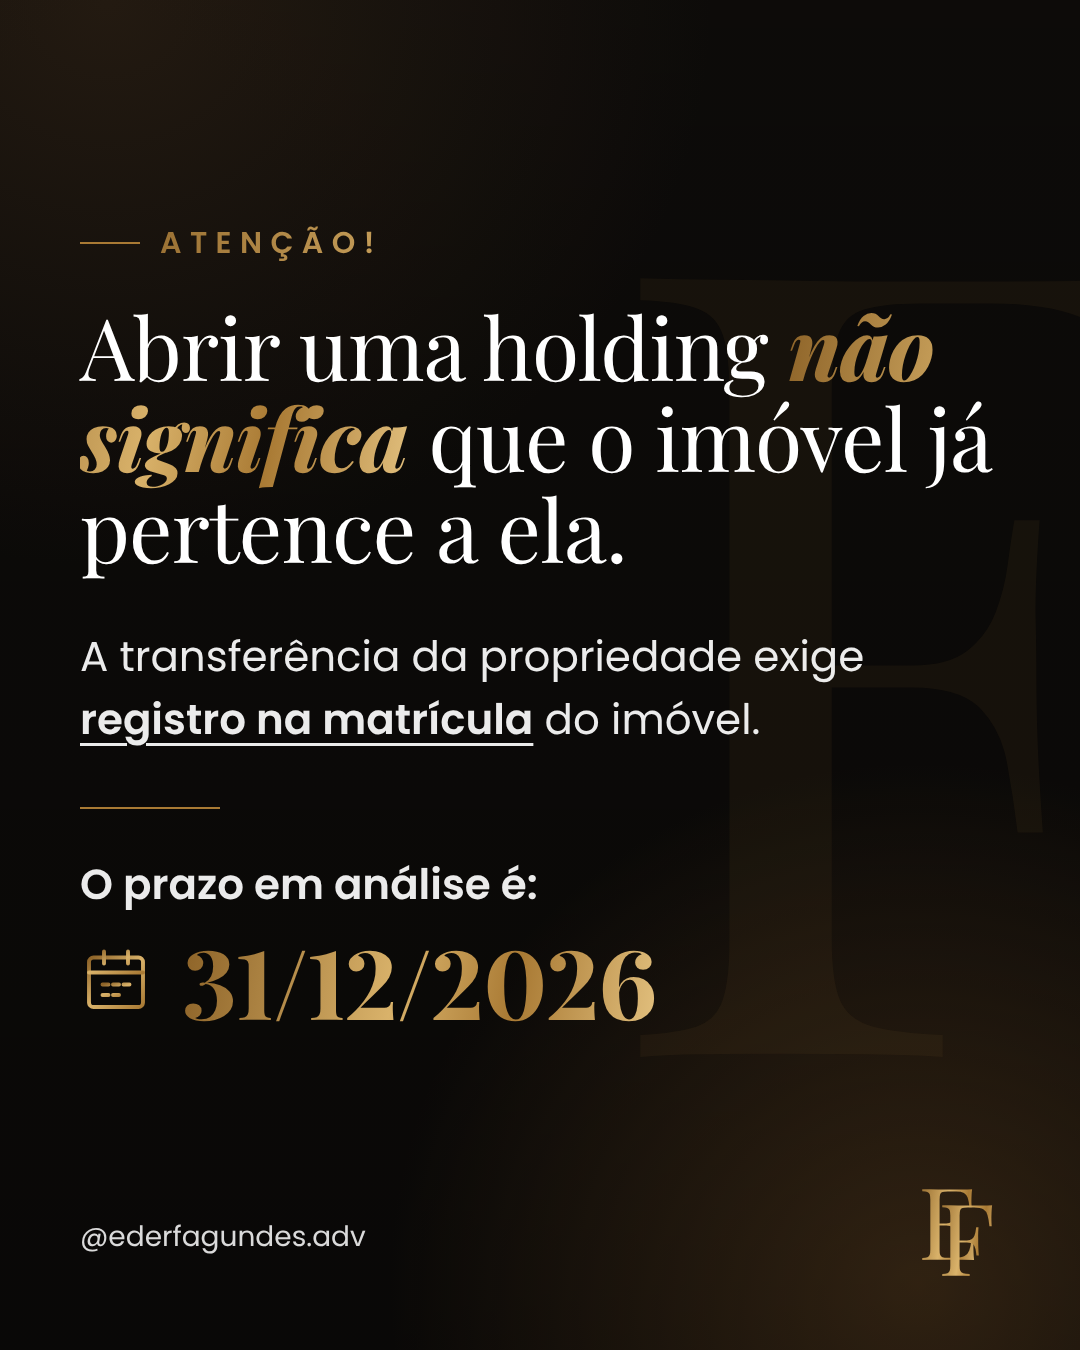 ATENÇÃO!
Abrir uma holding não
significa que o imóvel já
pertence a ela.
A transferência da propriedade exige
registro na matrícula do imóvel.
O prazo em análise é:
31/12/2026
@ederfagundes.adv
EF